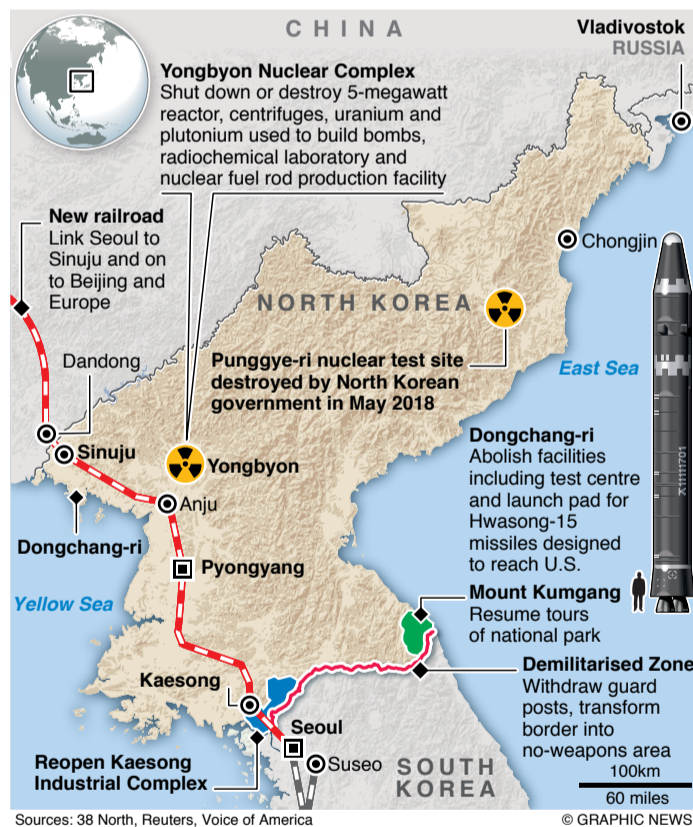 CHINA
Vladivostok
RUSSIA
Yongbyon Nuclear Complex
Shut down or destroy 5-megawatt
reactor, centrifuges, uranium and
plutonium used to build bombs,
radiochemical laboratory and
nuclear fuel rod production facility
New railroad
Link Seoul to
Sinuju and on
to Beijing and
Europe
Chongjin
NORTH KOREA
Dandong
Punggye-ri nuclear test site
destroyed by North Korean
government in May 2018
East Sea
Sinuju
Yongbyon
Anju
Dongchang-ri
Dongchang-ri
Abolish facilities
including test centre
and launch pad for
Hwasong-15
missiles designed
to reach U.S.
Pyongyang
Yellow Sea
Mount Kumgang
Resume tours
of national park
Demilitarised Zone
Withdraw guard
posts, transform
border into
no-weapons area
Kaesong
Seoul
Reopen Kaesong
Industrial Complex
Suseo
SOUTH
KOREA
100km
60 miles
Sources: 38 North, Reuters, Voice of America
© GRAPHIC NEWS